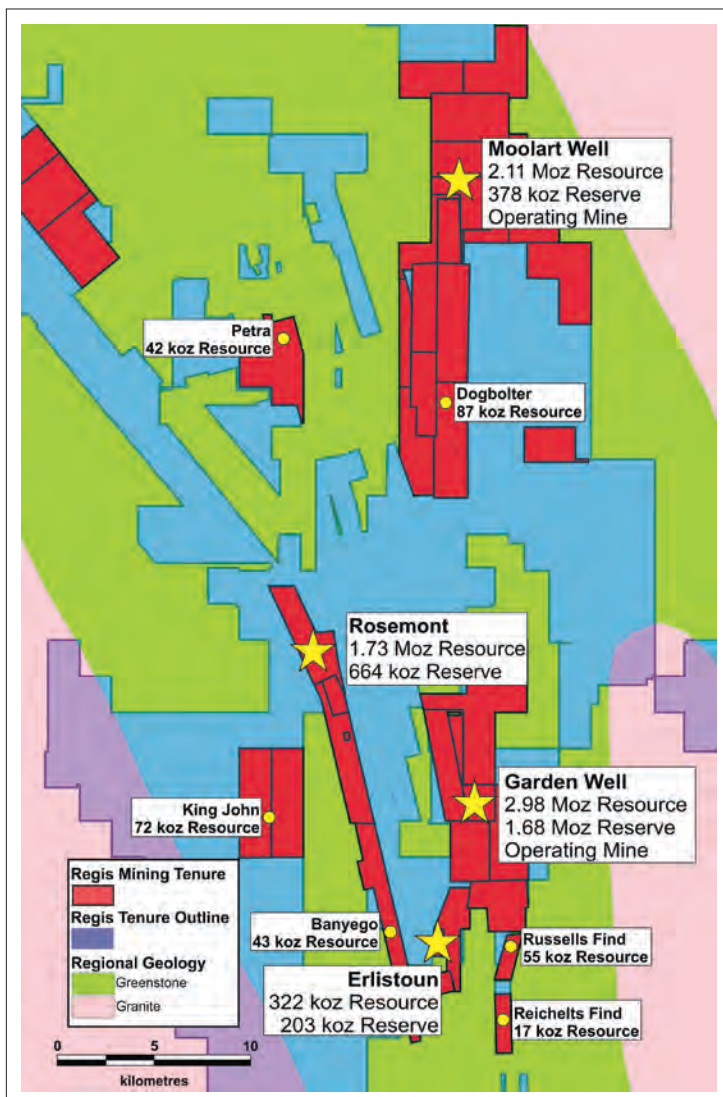 Moolart Well
2.11 Moz Resource
378 koz Reserve
Operating Mine
Petra
42 koz Resource
Dogbolter
87 koz Resource
Rosemont
1.73 Moz Resource
664 koz Reserve
Garden Well
2.98 Moz Resource
1.68 Moz Reserve
Operating Mine
King John
72 koz Resource
Regis Mining Tenure
Regis Tenure Outline
Regional Geology
Greenstone
Granite
Banyego
43 koz Resource
Russells Find
55 koz Resource
Erlistoun
322 koz Resource
203 koz Reserve
Reichelts Find
17 koz Resource
0 5 10
kilometres